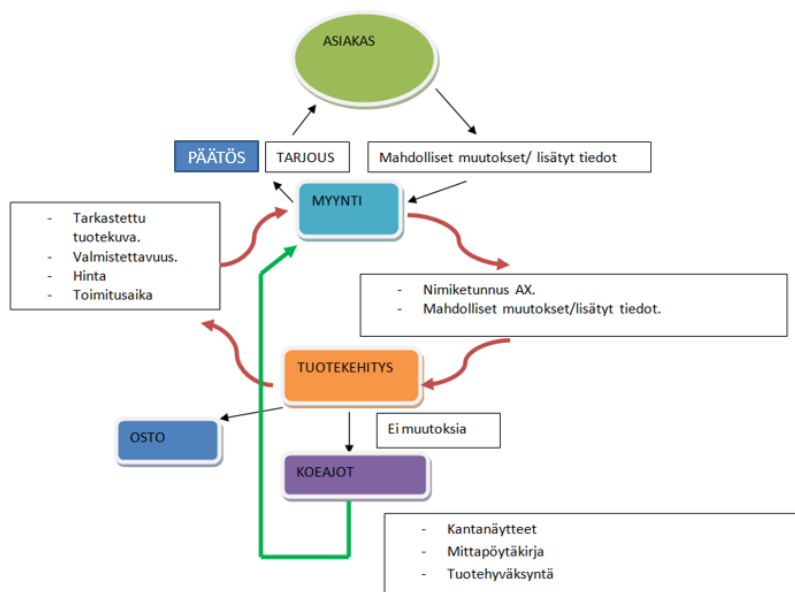 ASIAKAS
PÄÄTÖS
TARJOUS
Mahdolliset muutokset/ lisätyt tiedot
MYYNTI
- Tarkastettu
tuotekuva.
- Valmistettavuus.
- Hinta
- Toimitusaika
- Nimiketunnus AX.
- Mahdolliset muutokset/lisätyt tiedot.
TUOTEKEHITYS
OSTO
Ei muutoksia
KOEAJOT
- Kantanäytteet
- Mittapöytäkirja
- Tuotehyväksyntä